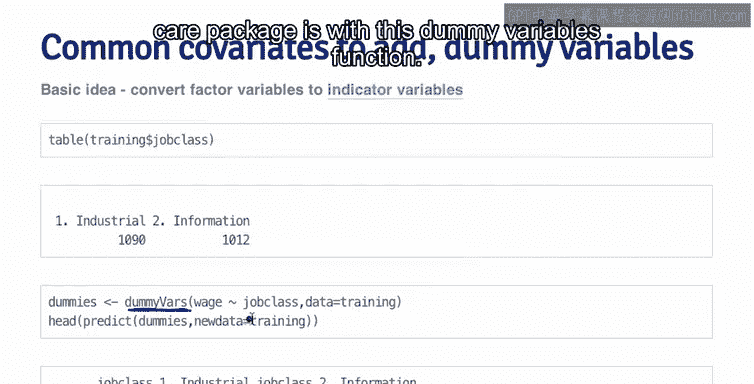 care package is with this dummy variables
function.
Common covariates to add, dummy variables
Basic idea - convert factor variables to indicator variables
table(training$jobclass)
1. Industrial 2. Information
1090 1012
dummies <- dummyVars(wage ~ jobclass,data=training)
head(predict(dummies,newdata=training))
jobclass.1. Industrial jobclass.2. Information